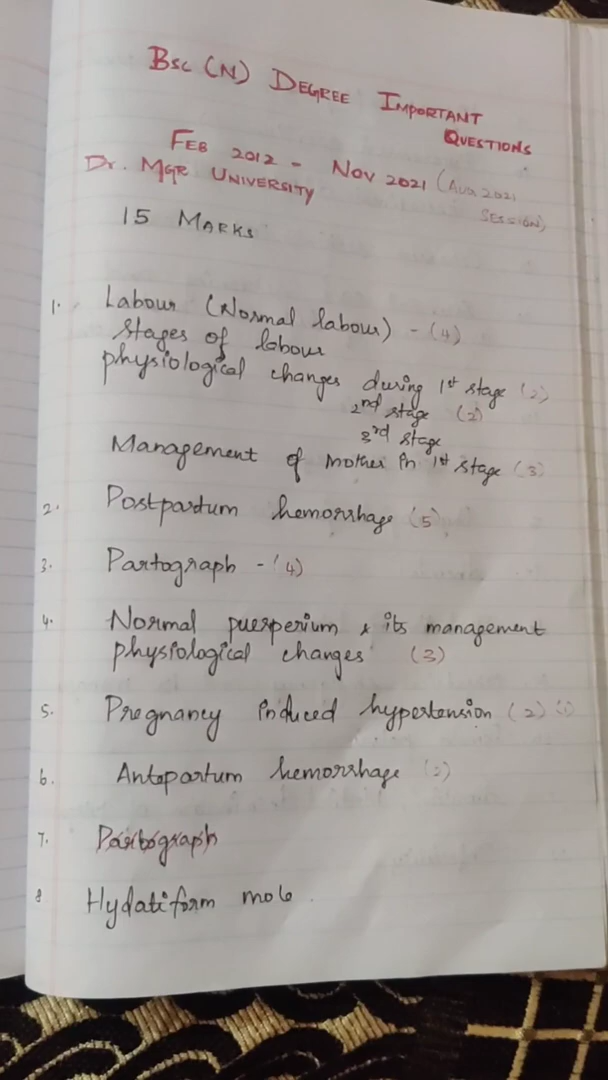 BSC (N) DEGREE IMPORTANT
QUESTIONS
FEB 2012 - NOV 2021 (AUG 2021
SESSION)
Dr. MGR UNIVERSITY
15 MARKS
1. Labour (Normal labour) - (4)
Stages of labour
physiological changes during 1st stage (2)
2nd stage (2)
3rd stage
Management of mother in 1st stage (3)
2. Postpartum hemorrhage (5)
3. Partograph - (4)
4. Normal puerperium & its management
physiological changes (3)
5. Pregnancy induced hypertension (2)
6. Antepartum hemorrhage
7. Partograph
8 Hydatiform mole